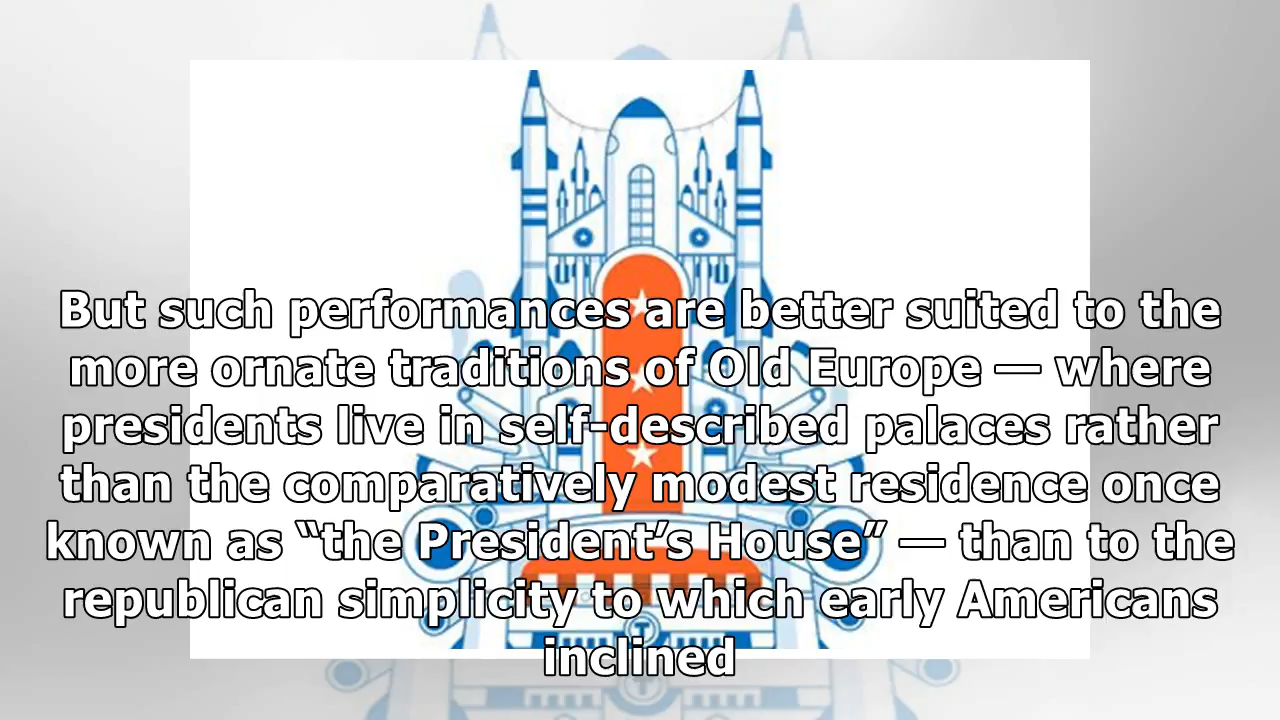 But such performances are better suited to the
more ornate traditions of Old Europe — where
presidents live in self-described palaces rather
than the comparatively modest residence once
known as “the President’s House” — than to the
republican simplicity to which early Americans
inclined
T